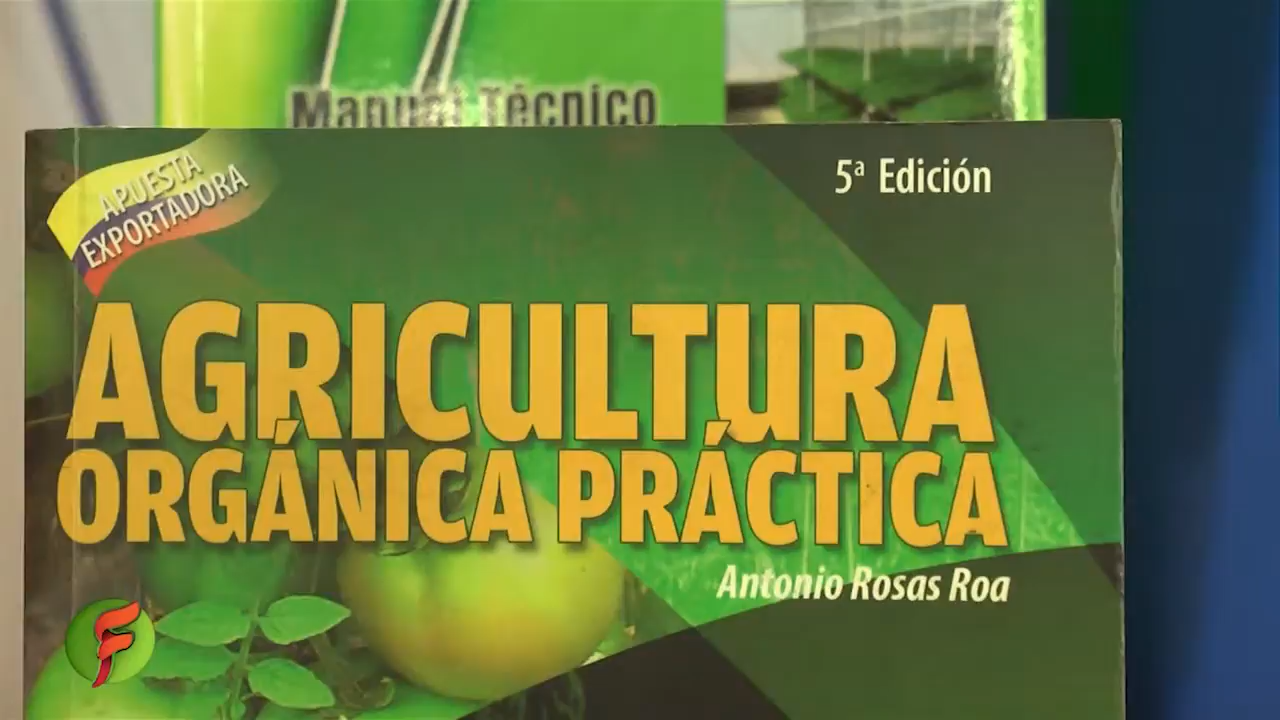 Manual Técnico
APUESTA
EXPORTADORA
5ª Edición
AGRICULTURA
ORGÁNICA PRÁCTICA
Antonio Rosas Roa
F